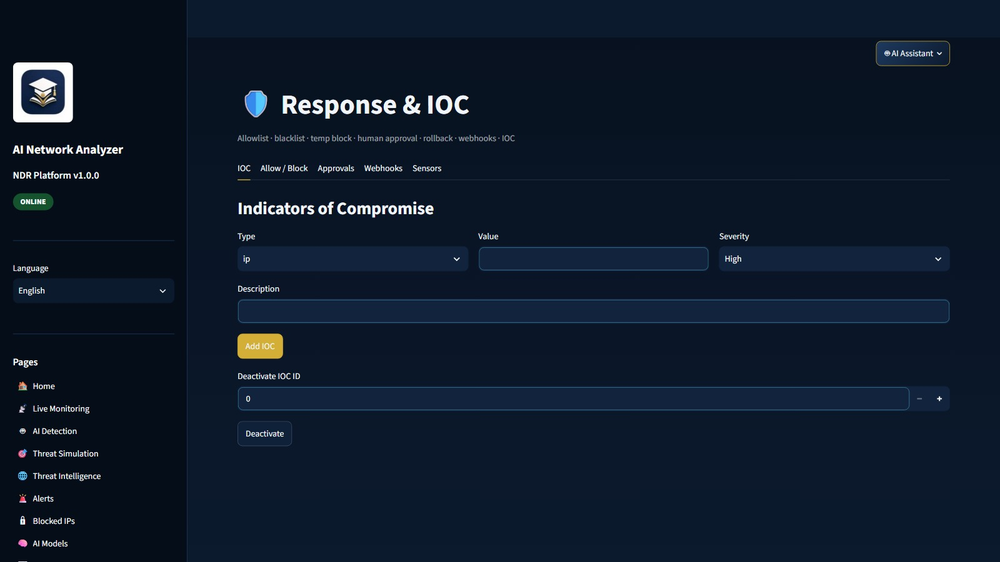 AI Network Analyzer
NDR Platform v1.0.0
ONLINE
Language
English
Pages
Home
Live Monitoring
AI Detection
Threat Simulation
Threat Intelligence
Alerts
Blocked IPs
AI Models
AI Assistant
Response & IOC
Allowlist · blacklist · temp block · human approval · rollback · webhooks · IOC
IOC Allow / Block Approvals Webhooks Sensors
Indicators of Compromise
Type Value Severity
ip High
Description
Add IOC
Deactivate IOC ID
0
Deactivate